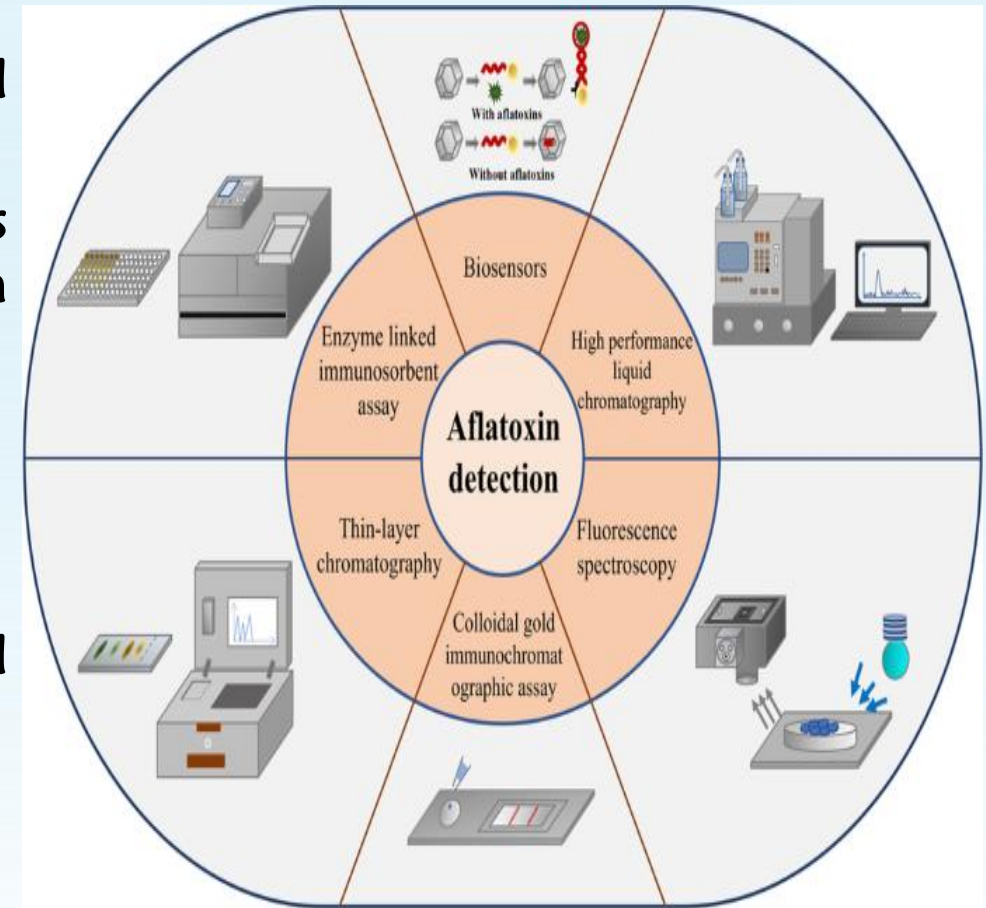 With aflatoxins
Without aflatoxins
Biosensors
Enzyme linked
immunosorbent
assay
High performance
liquid
chromatography
Aflatoxin
detection
Thin-layer
chromatography
Fluorescence
spectroscopy
Colloidal gold
immunochromat
ographic assay